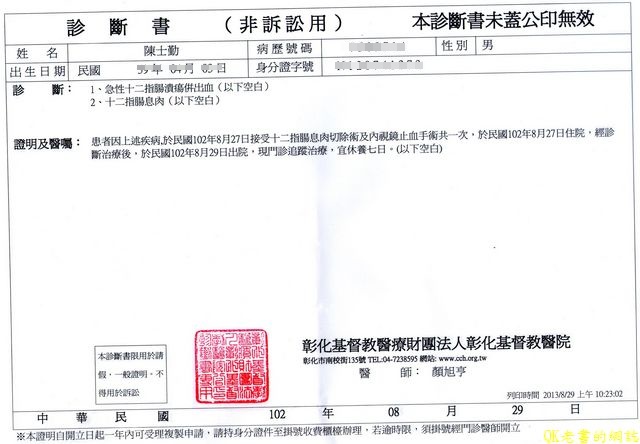 診 斷 書 (非訴訟用) 本診斷書未蓋公印無效
姓 名 陳士勤 病歷號碼 性別 男
出生日期 民國 年 月 日 身分證字號
診 斷: 1、急性十二指腸潰瘍併出血(以下空白)
2、十二指腸息肉(以下空白)
證明及醫囑: 患者因上述疾病,於民國102年8月27日接受十二指腸息肉切除術及內視鏡止血手術共一次，於民國102年8月27日住院，經診
斷治療後，於民國102年8月29日出院，現門診追蹤治療，宜休養七日。(以下空白)
本診斷書限用於請
假，一般證明。不
得用於訴訟
彰化基督教醫療財團法人彰化基督教醫院
彰化市南校街135號 TEL:04-7238595 網站: www.cch.org.tw
醫 師: 顏旭亨
列印時間 2013/8/29 上午 10:23:02
中 華 民 國 102 年 08 月 29 日
※本證明自開立日起一年內可受理複製申請，請持身分證件至掛號收費櫃檯辦理，若逾時限，須掛號經門診醫師開立
OK老書的網誌